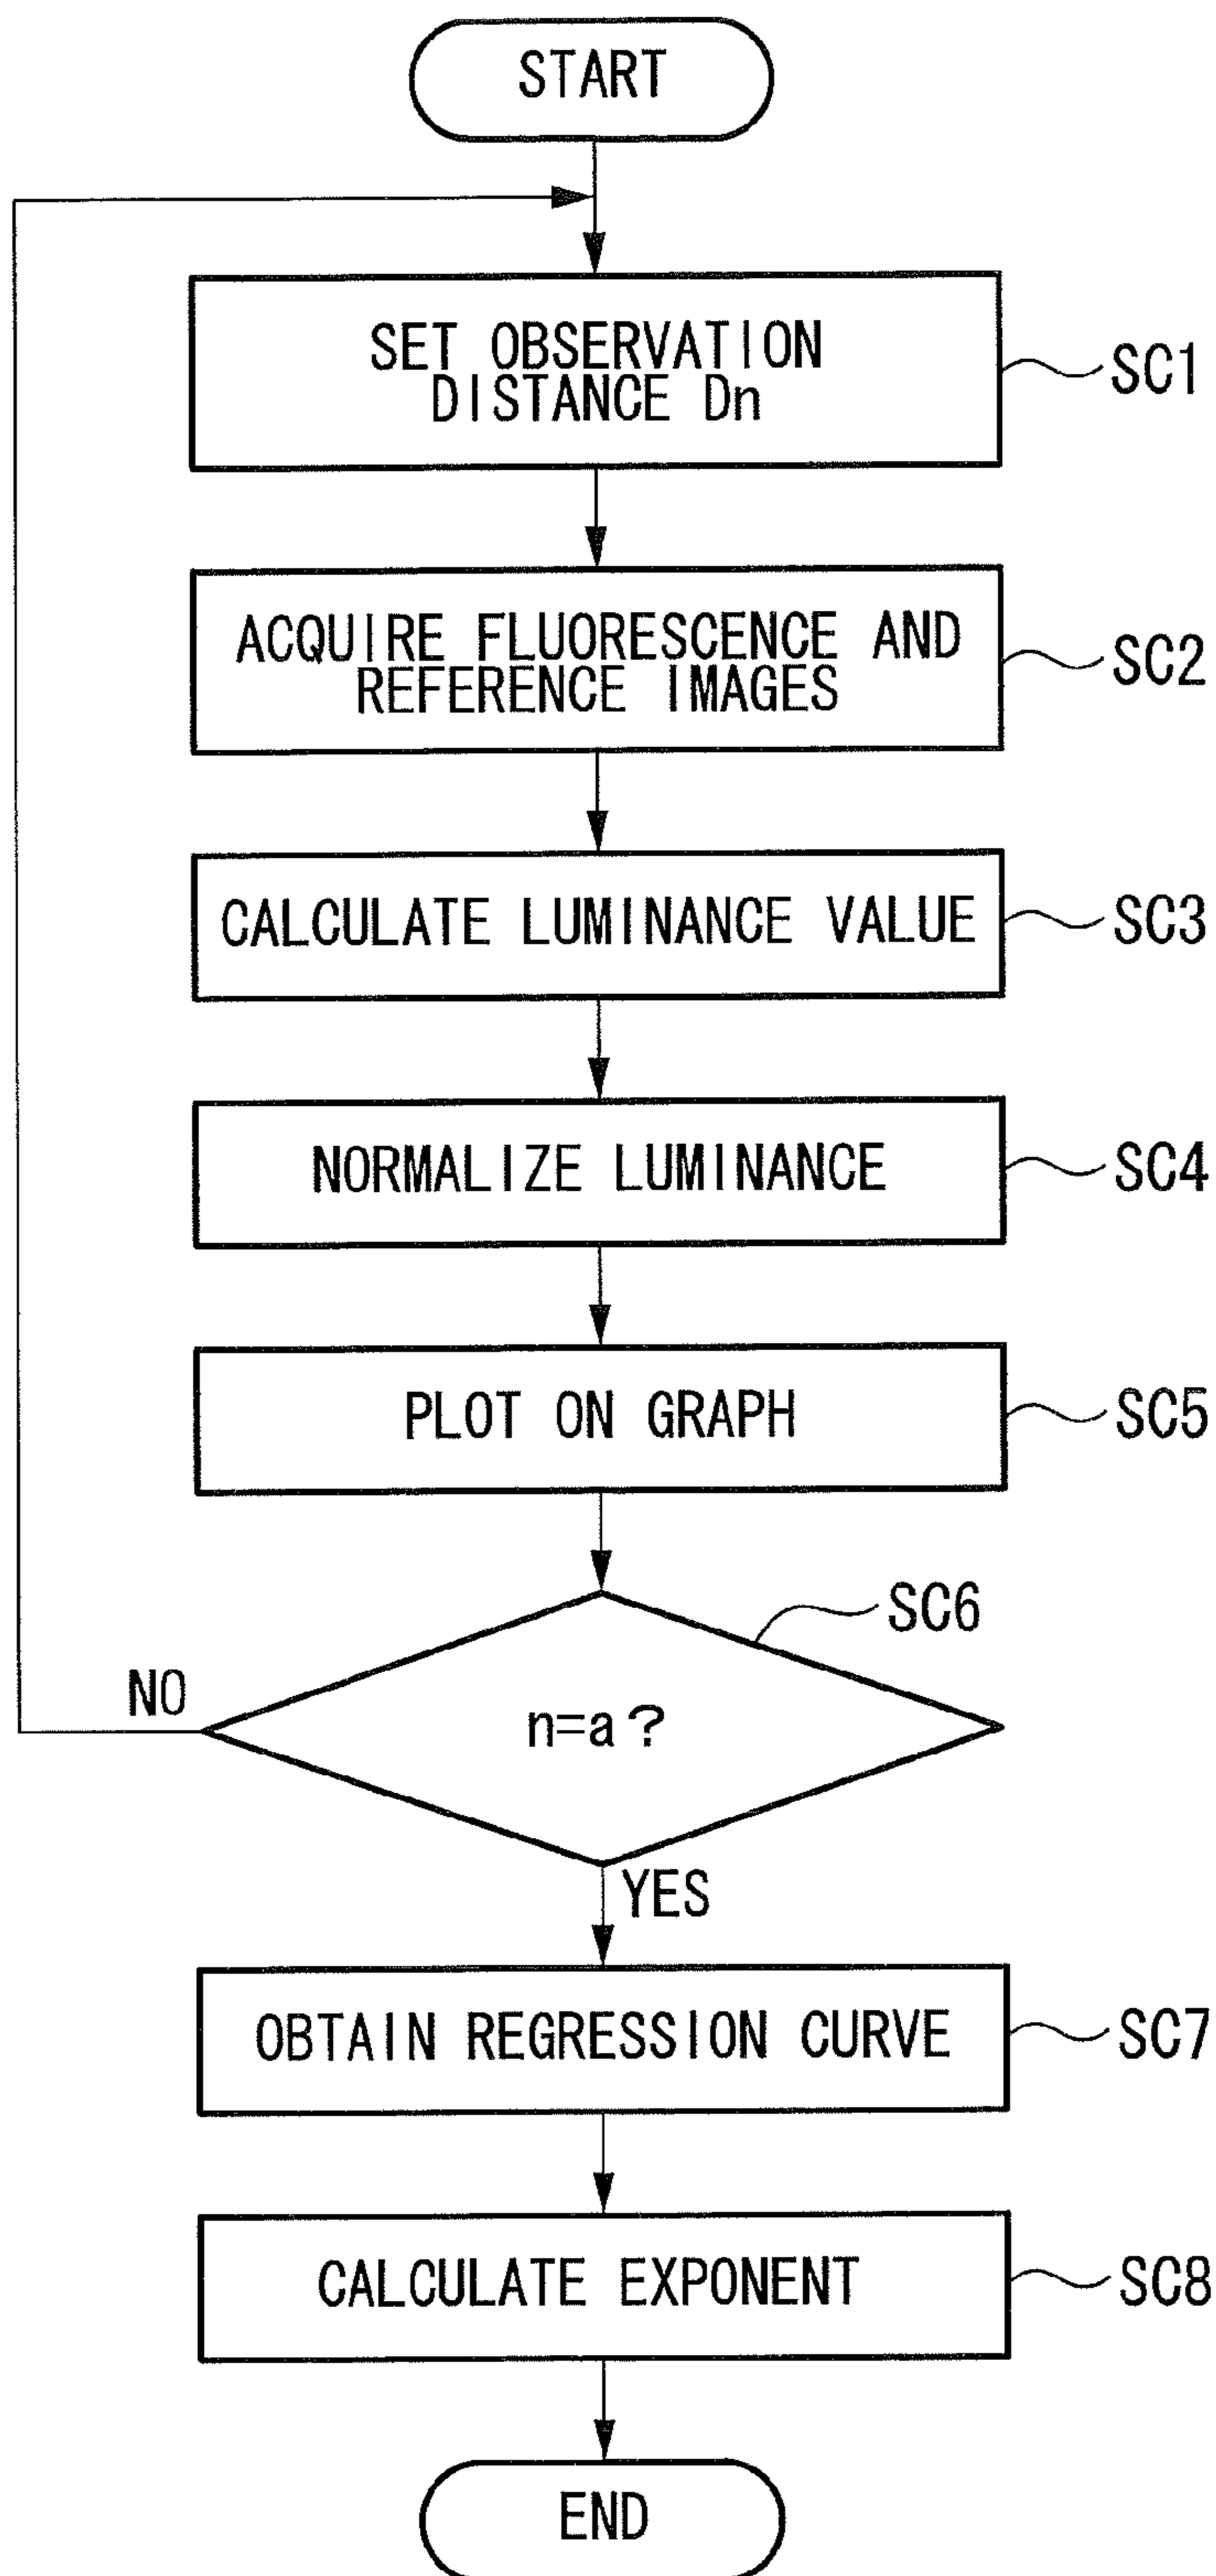 START
SET OBSERVATION
DISTANCE Dn
SC1
ACQUIRE FLUORESCENCE AND
REFERENCE IMAGES
SC2
CALCULATE LUMINANCE VALUE
SC3
NORMALIZE LUMINANCE
SC4
PLOT ON GRAPH
SC5
SC6
NO
n=a?
YES
OBTAIN REGRESSION CURVE
SC7
CALCULATE EXPONENT
SC8
END